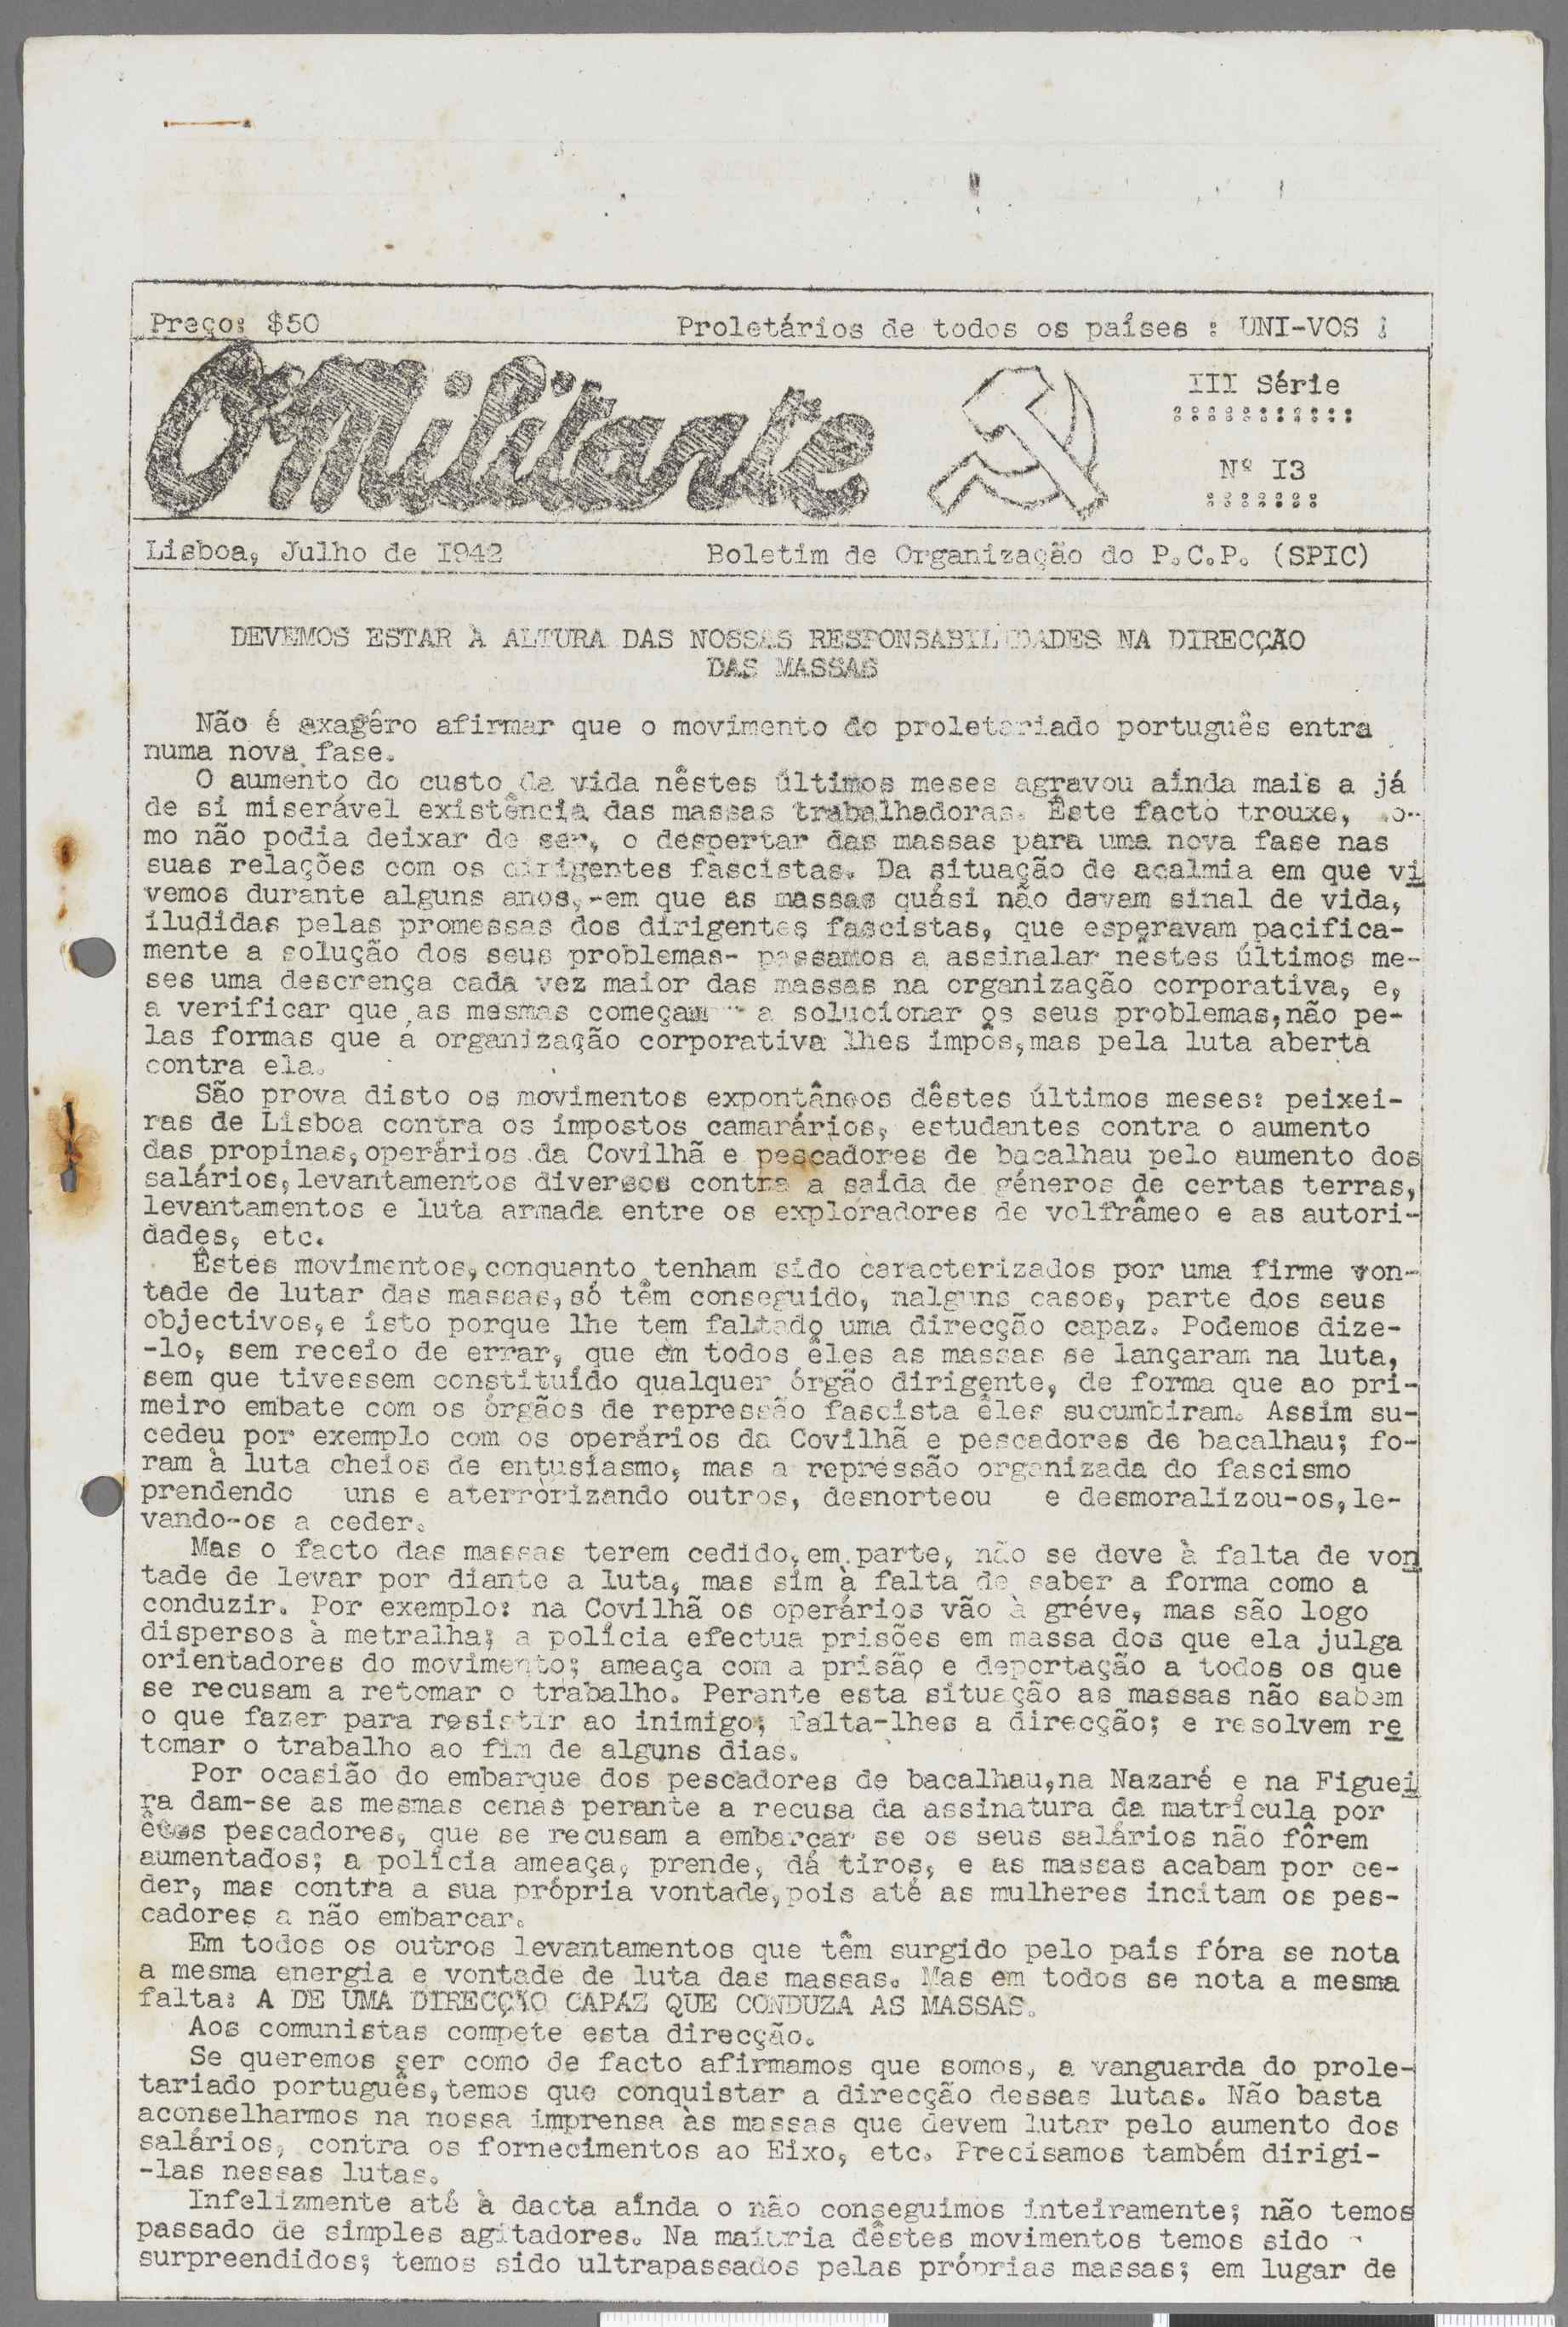 Preço: $50
Proletários de todos os países : UNI-VOS !
O Militante
III Série
Nº I3
Lisboa, Julho de I942
Boletim de Organização do P.C.P. (SPIC)
DEVEMOS ESTAR À ALTURA DAS NOSSAS RESPONSABILIDADES NA DIRECÇÃO
DAS MASSAS
Não é exagêro afirmar que o movimento do proletariado português entra
numa nova fase.
O aumento do custo da vida nêstes últimos meses agravou ainda mais a já
de si miserável existência das massas trabalhadoras. Êste facto trouxe, co-
mo não podia deixar de ser, o despertar das massas para uma nova fase nas
suas relações com os dirigentes fascistas. Da situação de acalmia em que vi
vemos durante alguns anos,-em que as massas quási não davam sinal de vida,
iludidas pelas promessas dos dirigentes fascistas, que esperavam pacifica-
mente a solução dos seus problemas- passamos a assinalar nêstes últimos me-
ses uma descrença cada vez maior das massas na organização corporativa, e,
a verificar que as mesmas começam a solucionar os seus problemas,não pe-
las formas que a organização corporativa lhes impôs,mas pela luta aberta
contra ela.
São prova disto os movimentos expontâneos dêstes últimos meses: peixei-
ras de Lisboa contra os impostos camarários, estudantes contra o aumento
das propinas,operários da Covilhã e pescadores de bacalhau pelo aumento dos
salários,levantamentos diversos contra a saída de géneros de certas terras,
levantamentos e luta armada entre os exploradores de volfrâmeo e as autori-
dades, etc.
Êstes movimentos,conquanto tenham sido caracterizados por uma firme von-
tade de lutar das massas,só têm conseguido, nalguns casos, parte dos seus
objectivos,e isto porque lhe tem faltado uma direcção capaz. Podemos dize-
-lo, sem receio de errar, que em todos êles as massas se lançaram na luta,
sem que tivessem constituído qualquer órgão dirigente, de forma que ao pri-
meiro embate com os órgãos de repressão fascista êles sucumbiram. Assim su-
cedeu por exemplo com os operários da Covilhã e pescadores de bacalhau; fo-
ram à luta cheios de entusiasmo, mas a repressão organizada do fascismo
prendendo uns e aterrorizando outros, desnorteou e desmoralizou-os,le-
vando-os a ceder.
Mas o facto das massas terem cedido,em parte, não se deve à falta de von
tade de levar por diante a luta, mas sim à falta de saber a forma como a
conduzir. Por exemplo: na Covilhã os operários vão à gréve, mas são logo
dispersos à metralha; a polícia efectua prisões em massa dos que ela julga
orientadores do movimento; ameaça com a prisão e deportação a todos os que
se recusam a retomar o trabalho. Perante esta situação as massas não sabem
o que fazer para resistir ao inimigo; falta-lhes a direcção; e resolvem re
tomar o trabalho ao fim de alguns dias.
Por ocasião do embarque dos pescadores de bacalhau,na Nazaré e na Figuei
ra dam-se as mesmas cenas perante a recusa da assinatura da matrícula por
pescadores, que se recusam a embarcar se os seus salários não fôrem
aumentados; a polícia ameaça, prende, dá tiros, e as massas acabam por ce-
der, mas contra a sua própria vontade,pois até as mulheres incitam os pes-
cadores a não embarcar.
Em todos os outros levantamentos que têm surgido pelo país fóra se nota
a mesma energia e vontade de luta das massas. Mas em todos se nota a mesma
falta: A DE UMA DIRECÇÃO CAPAZ QUE CONDUZA AS MASSAS.
Aos comunistas compete esta direcção.
Se queremos ser como de facto afirmamos que somos, a vanguarda do prole-
tariado português,temos que conquistar a direcção dessas lutas. Não basta
aconselharmos na nossa imprensa às massas que devem lutar pelo aumento dos
salários, contra os fornecimentos ao Eixo, etc. Precisamos também dirigi-
-las nessas lutas.
Infelizmente até à dacta ainda o não conseguimos inteiramente; não temos
passado de simples agitadores. Na maioria dêstes movimentos temos sido
surpreendidos; temos sido ultrapassados pelas próprias massas; em lugar de